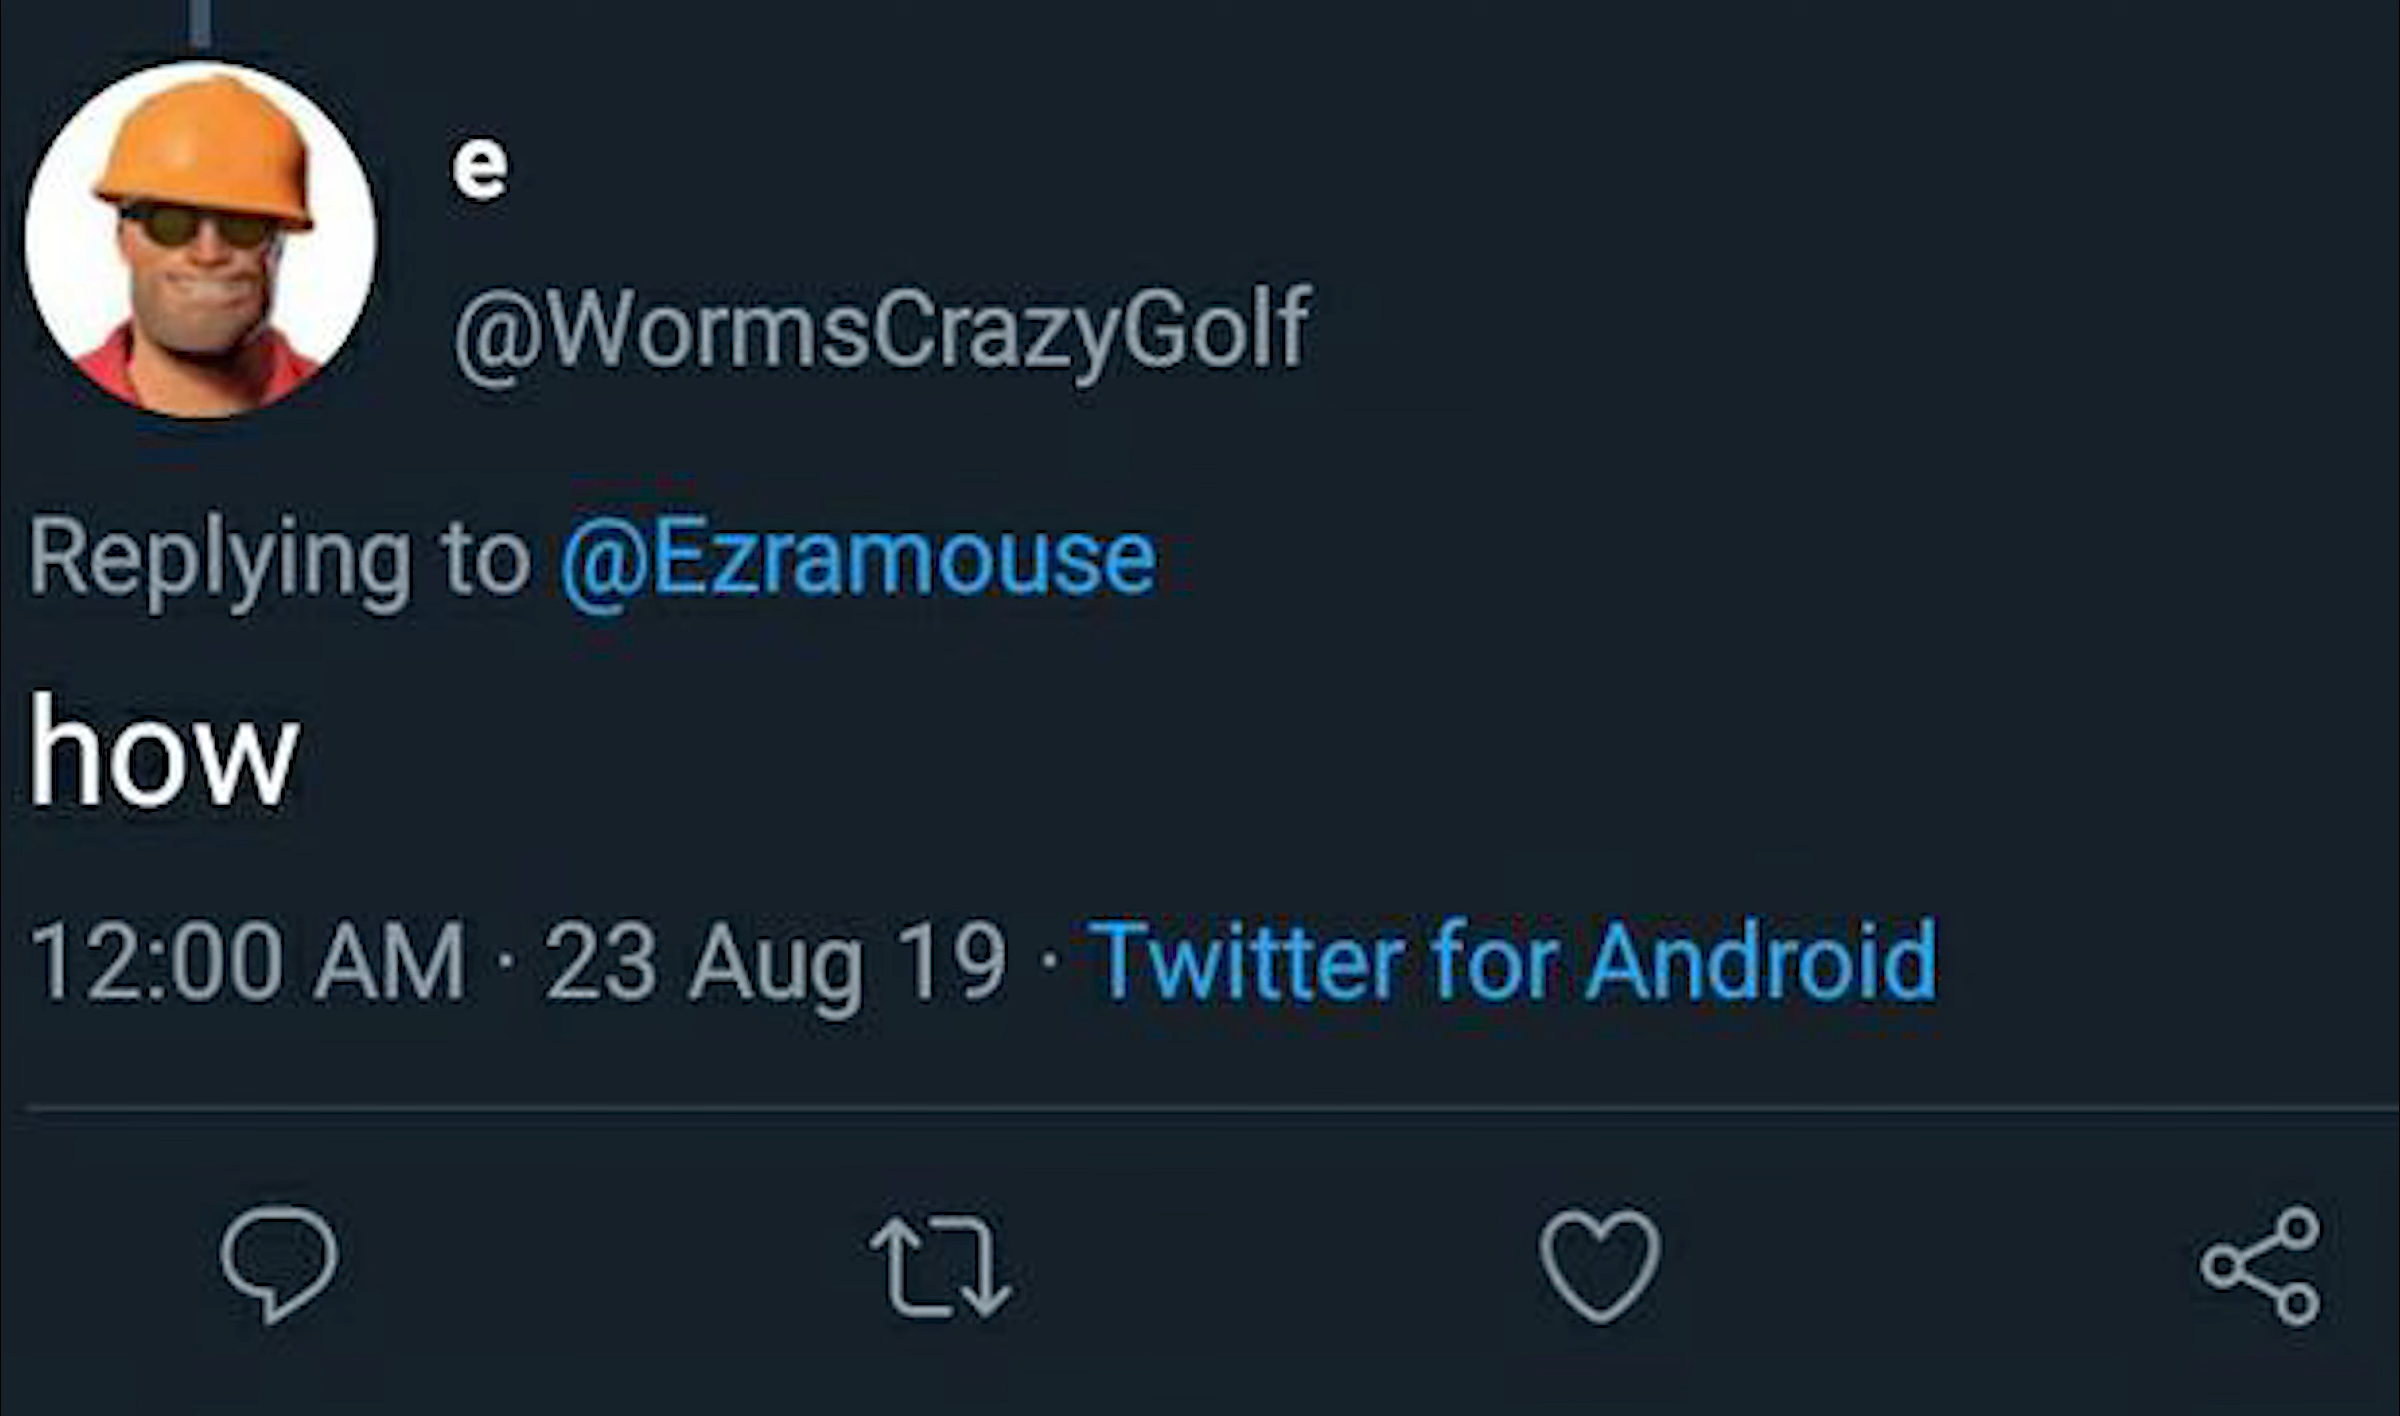 e
@WormsCrazyGolf
Replying to @Ezramouse
how
12:00 AM · 23 Aug 19 · Twitter for Android